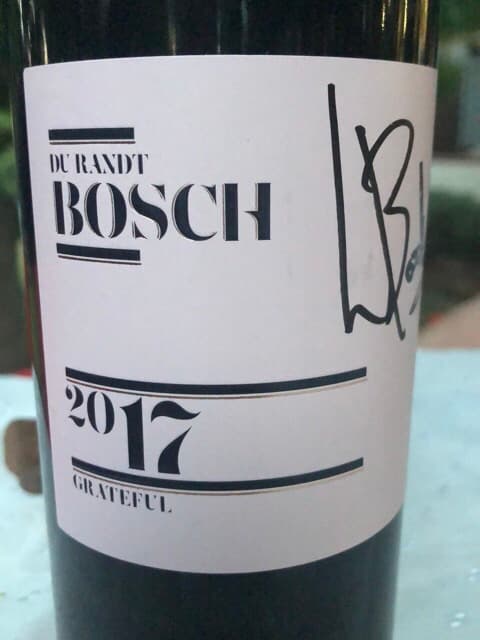 DU RANDT
BOSCH
2017
GRATEFUL